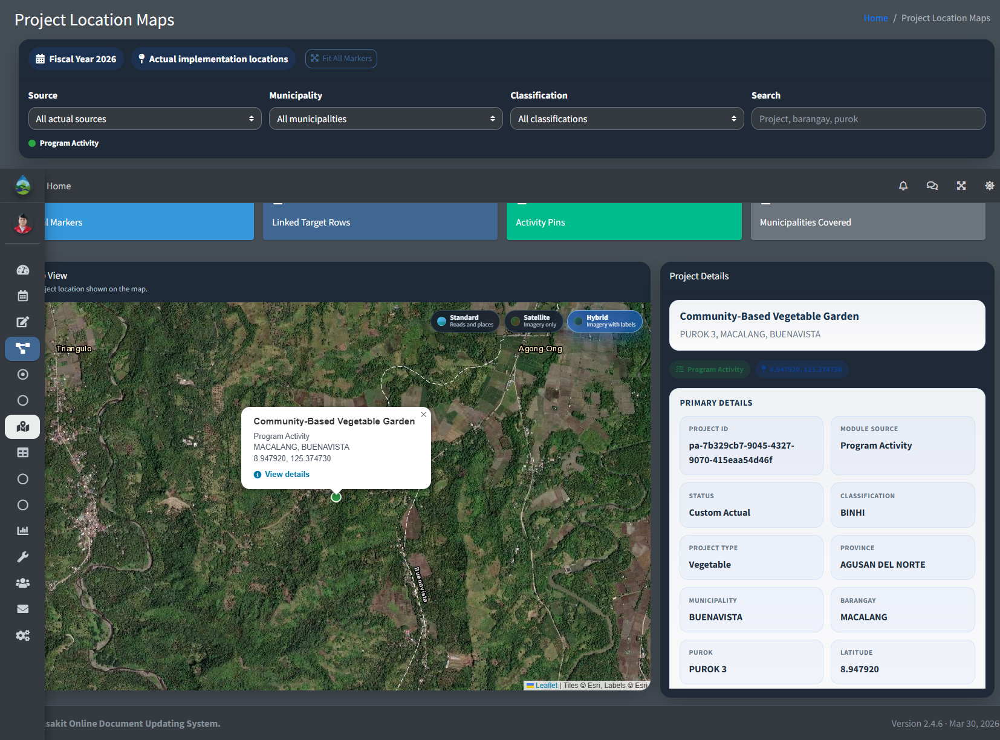 Project Location Maps
Home / Project Location Maps
Fiscal Year 2026
Actual implementation locations
Fit All Markers
Source
Municipality
Classification
Search
All actual sources
All municipalities
All classifications
Project, barangay, purok
Program Activity
Home
l Markers
Linked Target Rows
Activity Pins
Municipalities Covered
View
ject location shown on the map.
Standard
Roads and places
Satellite
Imagery only
Hybrid
Imagery with labels
Triangulo
Agong-Ong
Community-Based Vegetable Garden
×
Program Activity
MACALANG, BUENAVISTA
8.947920, 125.374730
View details
Buenavista
Leaflet | Tiles © Esri, Labels © Esri
Project Details
Community-Based Vegetable Garden
PUROK 3, MACALANG, BUENAVISTA
Program Activity
8.947920, 125.374730
PRIMARY DETAILS
PROJECT ID
pa-7b329cb7-9045-4327-
9070-415eaa54d46f
MODULE SOURCE
Program Activity
STATUS
Custom Actual
CLASSIFICATION
BINHI
PROJECT TYPE
Vegetable
PROVINCE
AGUSAN DEL NORTE
MUNICIPALITY
BUENAVISTA
BARANGAY
MACALANG
PUROK
PUROK 3
LATITUDE
8.947920
sakit Online Document Updating System.
Version 2.4.6 · Mar 30, 2026